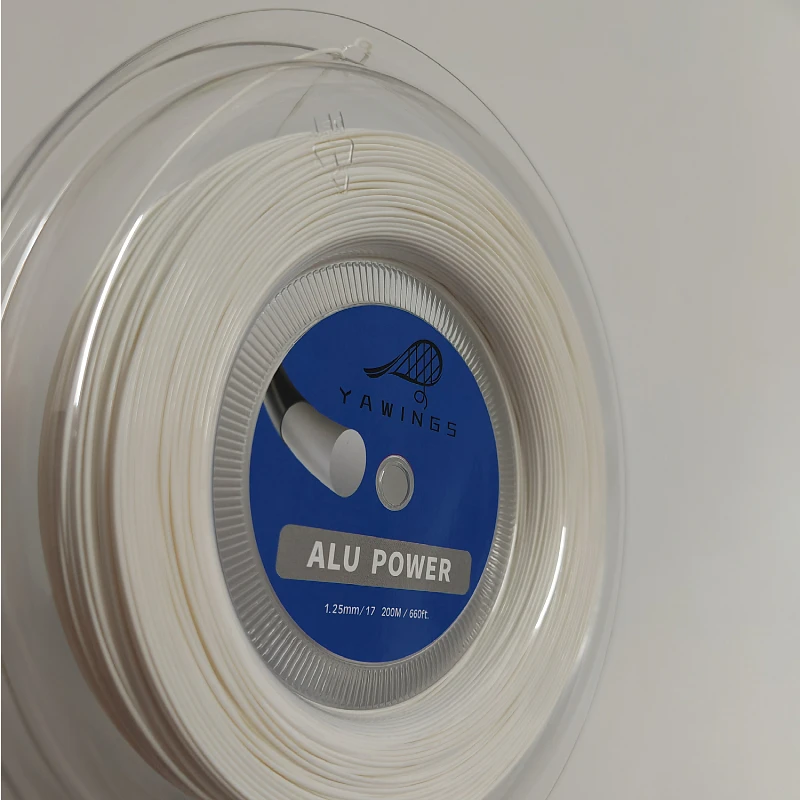 YAWINGS
ALU POWER
1.25mm/17 200M / 660ft.